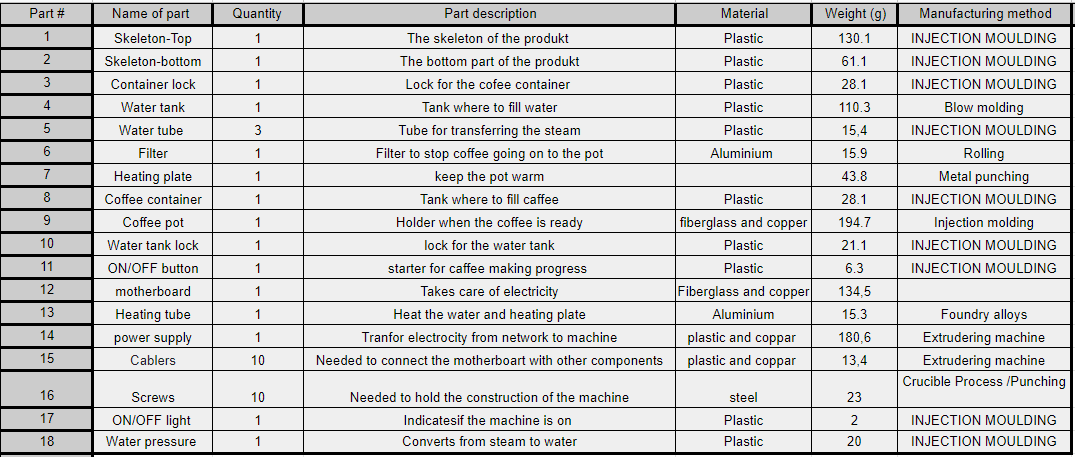 Part # Name of part Quantity Part description Material Weight (g) Manufacturing method
1 Skeleton-Top 1 The skeleton of the produkt Plastic 130.1 INJECTION MOULDING
2 Skeleton-bottom 1 The bottom part of the produkt Plastic 61.1 INJECTION MOULDING
3 Container lock 1 Lock for the cofee container Plastic 28.1 INJECTION MOULDING
4 Water tank 1 Tank where to fill water Plastic 110.3 Blow molding
5 Water tube 3 Tube for transferring the steam Plastic 15,4 INJECTION MOULDING
6 Filter 1 Filter to stop coffee going on to the pot Aluminium 15.9 Rolling
7 Heating plate 1 keep the pot warm 43.8 Metal punching
8 Coffee container 1 Tank where to fill caffee Plastic 28.1 INJECTION MOULDING
9 Coffee pot 1 Holder when the coffee is ready fiberglass and copper 194.7 Injection molding
10 Water tank lock 1 lock for the water tank Plastic 21.1 INJECTION MOULDING
11 ON/OFF button 1 starter for caffee making progress Plastic 6.3 INJECTION MOULDING
12 motherboard 1 Takes care of electricity Fiberglass and copper 134,5
13 Heating tube 1 Heat the water and heating plate Aluminium 15.3 Foundry alloys
14 power supply 1 Tranfor electrocity from network to machine plastic and coppar 180,6 Extrudering machine
15 Cablers 10 Needed to connect the motherboart with other components plastic and coppar 13,4 Extrudering machine
16 Screws 10 Needed to hold the construction of the machine steel 23 Crucible Process /Punching
17 ON/OFF light 1 Indicatesif the machine is on Plastic 2 INJECTION MOULDING
18 Water pressure 1 Converts from steam to water Plastic 20 INJECTION MOULDING